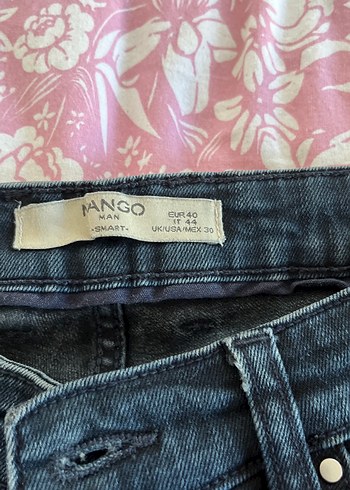 MANGO
MAN
-SMART-
EUR 40
IT 44
UK/USA/MEX 30